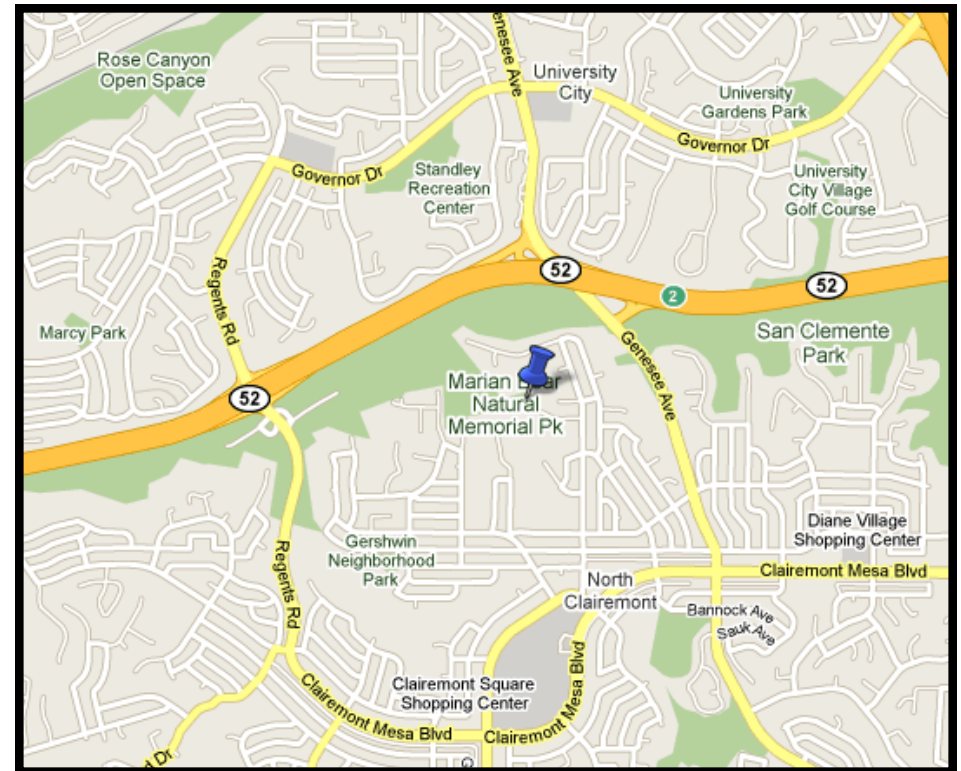 Genesee Ave
Rose Canyon
Open Space
University
City
University
Gardens Park
Governor Dr
Governor Dr
Standley
Recreation
Center
University
City Village
Golf Course
52
52
2
Regents Rd
Marcy Park
San Clemente
Park
Genesee Ave
52
Marian Bear
Natural
Memorial Pk
Diane Village
Shopping Center
Gershwin
Neighborhood
Park
Regents Rd
Clairemont Mesa Blvd
North
Clairemont
Bannock Ave
Sauk Ave
Clairemont Square
Shopping Center
Clairemont Mesa Blvd
Clairemont Mesa Blvd
Dr